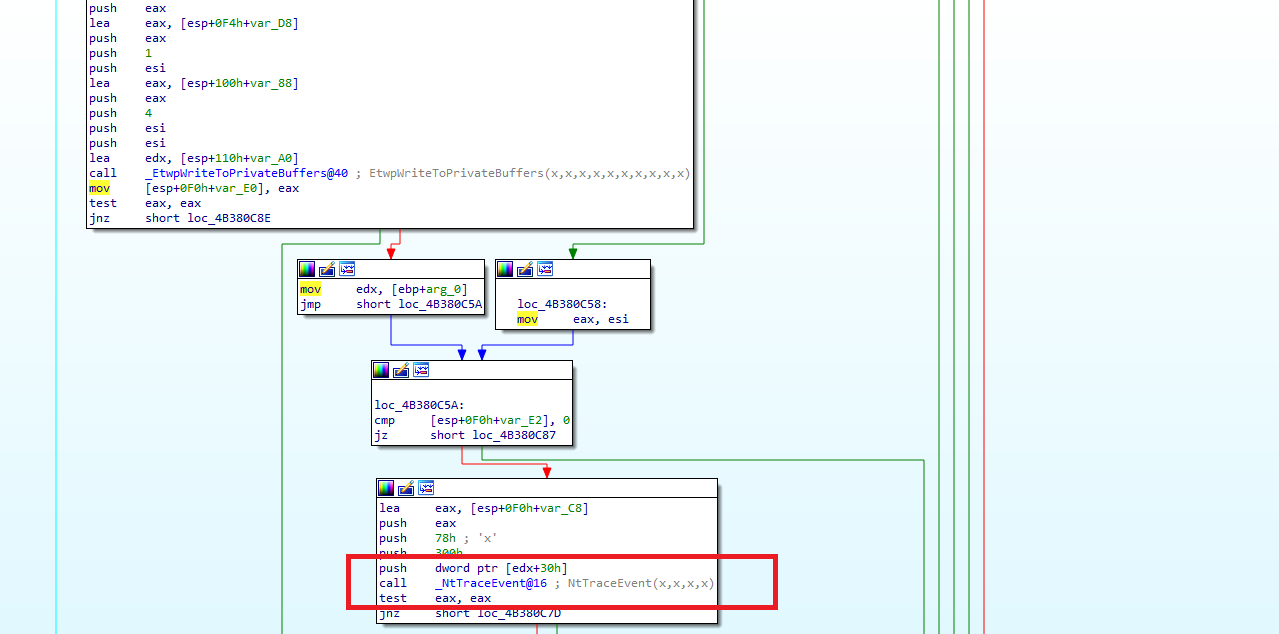 push eax
lea eax, [esp+0F4h+var_D8]
push eax
push 1
push esi
lea eax, [esp+100h+var_88]
push eax
push 4
push esi
push esi
lea edx, [esp+110h+var_A0]
call _EtwpWriteToPrivateBuffers@40 ; EtwpWriteToPrivateBuffers(x,x,x,x,x,x,x,x,x,x)
mov [esp+0F0h+var_E0], eax
test eax, eax
jnz short loc_4B380C8E
mov edx, [ebp+arg_0]
jmp short loc_4B380C5A
loc_4B380C58:
mov eax, esi
loc_4B380C5A:
cmp [esp+0F0h+var_E2], 0
jz short loc_4B380C87
lea eax, [esp+0F0h+var_C8]
push eax
push 78h ; 'x'
push 300h
push dword ptr [edx+30h]
call _NtTraceEvent@16 ; NtTraceEvent(x,x,x,x)
test eax, eax
jnz short loc_4B380C7D